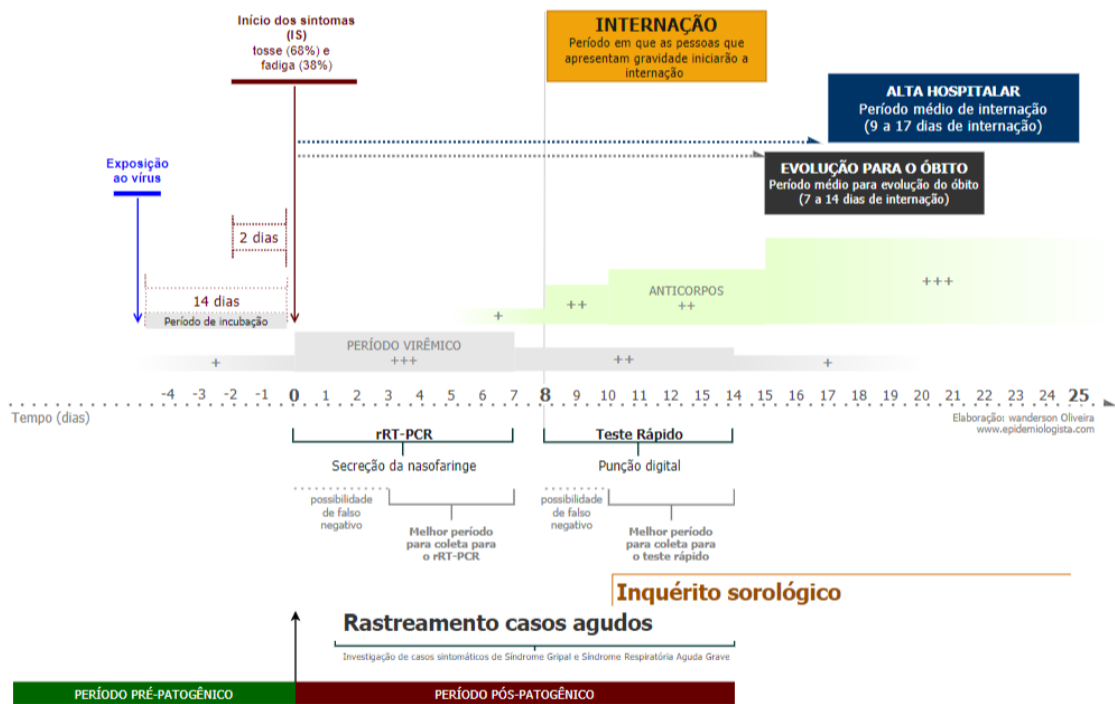 Início dos sintomas
(IS)
tosse (68%) e
fadiga (38%)
INTERNAÇÃO
Período em que as pessoas que
apresentam gravidade iniciarão a
internação
ALTA HOSPITALAR
Período médio de internação
(9 a 17 dias de internação)
Exposição
ao vírus
EVOLUÇÃO PARA O ÓBITO
Período médio para evolução do óbito
(7 a 14 dias de internação)
2 dias
14 dias
Período de incubação
ANTICORPOS
+
++
++
+++
PERÍODO VIRÊMICO
+
+++
++
+
-4 -3 -2 -1 0 1 2 3 4 5 6 7 8 9 10 11 12 13 14 15 16 17 18 19 20 21 22 23 24 25
Tempo (dias)
Elaboração: wanderson Oliveira
www.epidemiologista.com
rRT-PCR
Secreção da nasofaringe
possibilidade
de falso
negativo
Melhor período
para coleta para
o rRT-PCR
Teste Rápido
Punção digital
possibilidade
de falso
negativo
Melhor período
para coleta para
o teste rápido
Inquérito sorológico
Rastreamento casos agudos
Investigação de casos sintomáticos de Síndrome Gripal e Síndrome Respiratória Aguda Grave
PERÍODO PRÉ-PATOGÊNICO
PERÍODO PÓS-PATOGÊNICO